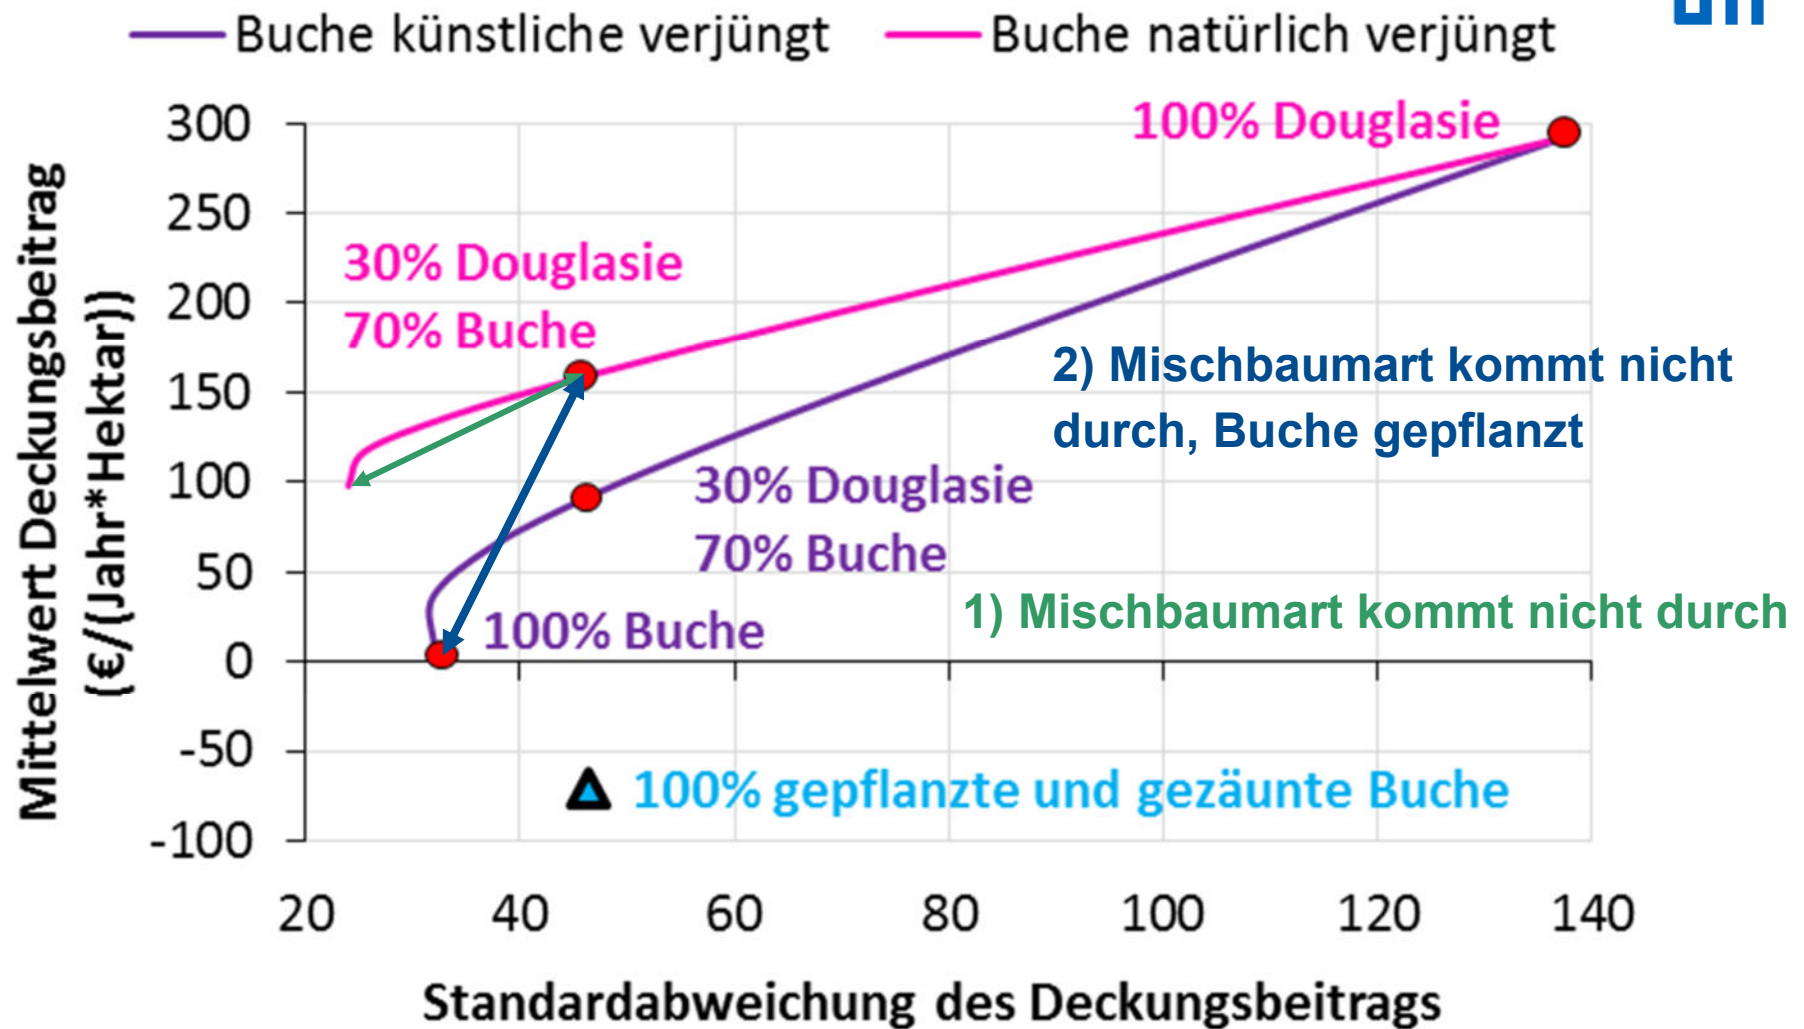 Buche künstliche verjüngt
Buche natürlich verjüngt
Mittelwert Deckungsbeitrag
(€/(Jahr*Hektar))
300
250
200
150
100
50
0
-50
-100
100% Douglasie
30% Douglasie
70% Buche
2) Mischbaumart kommt nicht
durch, Buche gepflanzt
30% Douglasie
70% Buche
1) Mischbaumart kommt nicht durch
100% Buche
100% gepflanzte und gezäunte Buche
20 40 60 80 100 120 140
Standardabweichung des Deckungsbeitrags